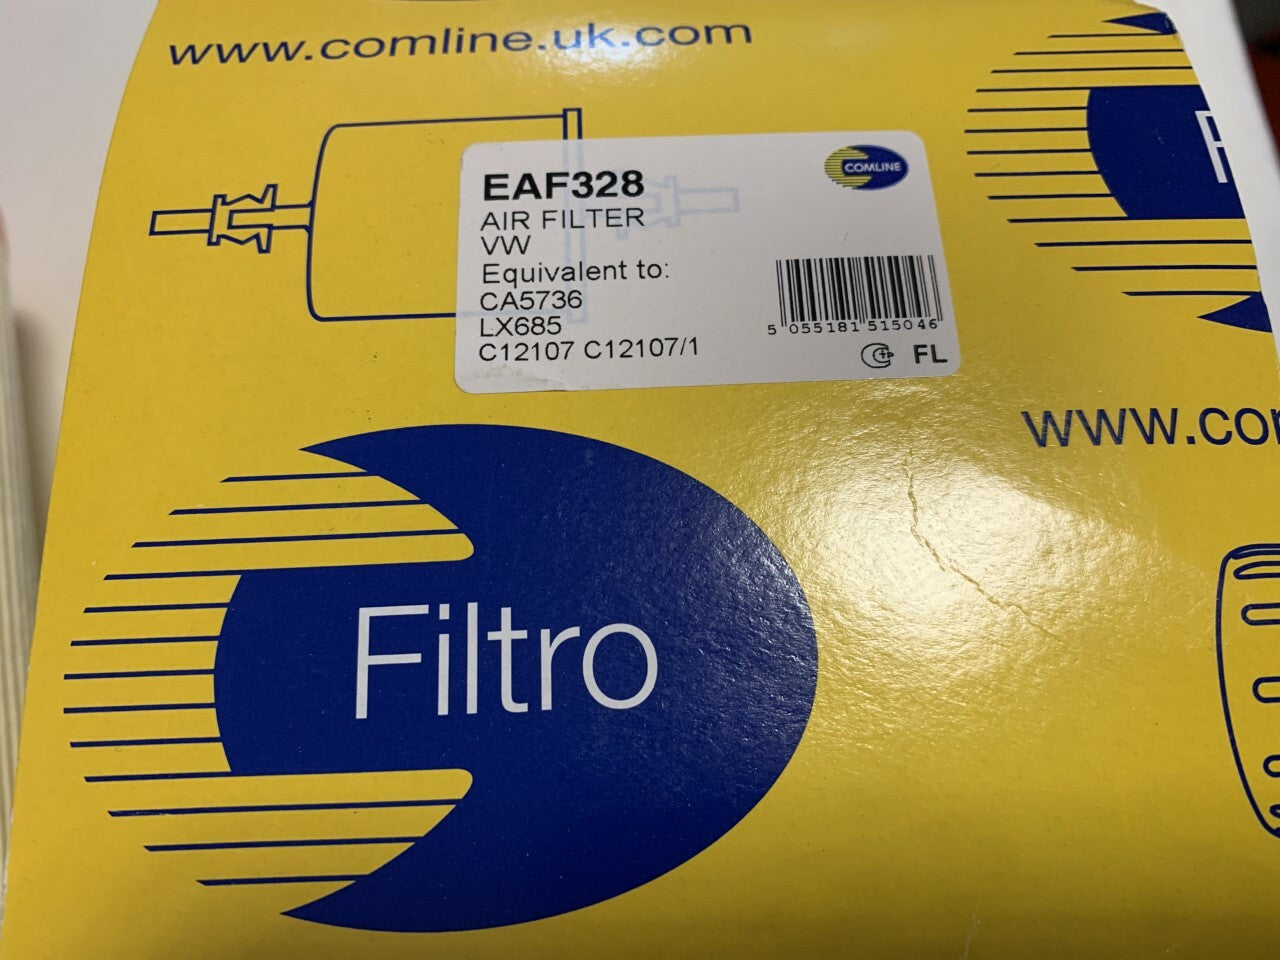 www.comline.uk.com
EAF328
AIR FILTER
VW
Equivalent to:
CA5736
LX685
C12107 C12107/1
COMLINE
5 055181 515046
FL
www.co
Filtro